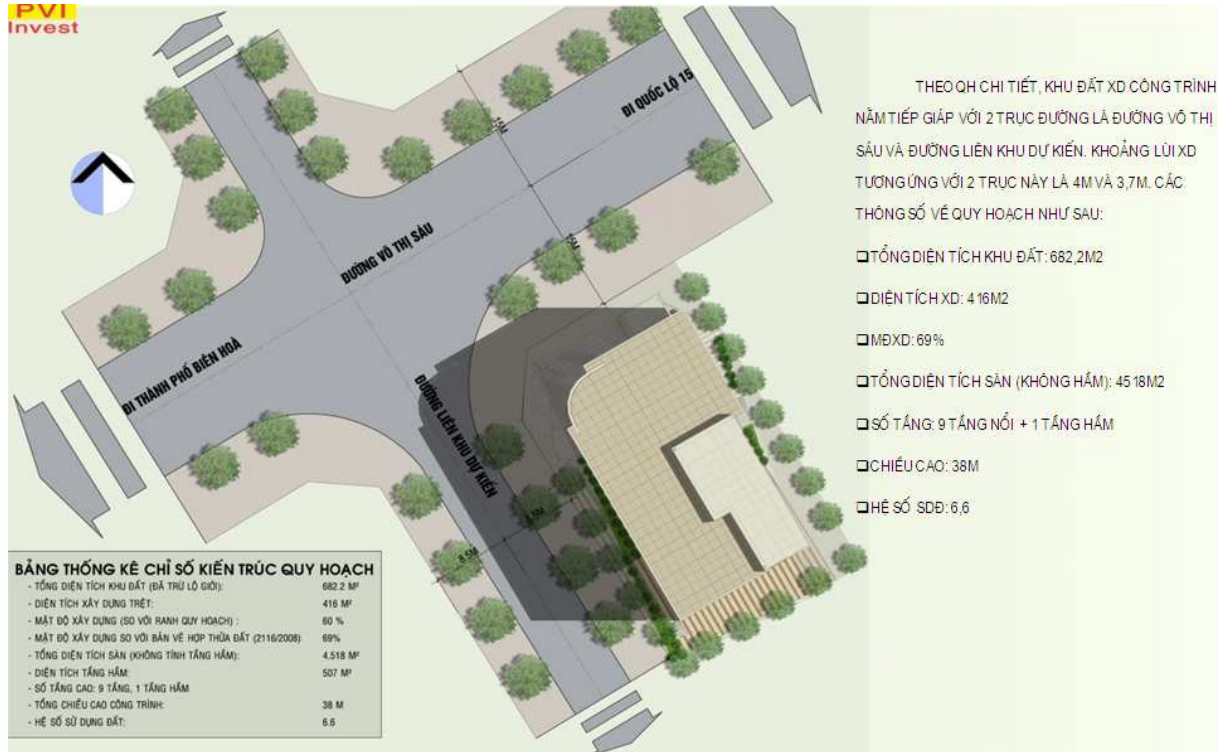 PVI
Invest
ĐI QUỐC LỘ 15
15M
15M
ĐƯỜNG VÕ THỊ SÁU
ĐI THÀNH PHỐ BIÊN HOÀ
ĐƯỜNG LIÊN KHU DỰ KIẾN
8.5M
8.5M
THEO QH CHI TIẾT, KHU ĐẤT XD CÔNG TRÌNH
NẰM TIẾP GIÁP VỚI 2 TRỤC ĐƯỜNG LÀ ĐƯỜNG VÕ THỊ
SÁU VÀ ĐƯỜNG LIÊN KHU DỰ KIẾN. KHOẢNG LÙI XD
TƯƠNG ỨNG VỚI 2 TRỤC NÀY LÀ 4M VÀ 3,7M. CÁC
THÔNG SỐ VỀ QUY HOẠCH NHƯ SAU:
❑TỔNG DIỆN TÍCH KHU ĐẤT: 682,2M2
❑DIỆN TÍCH XD: 416M2
❑MĐXD: 69%
❑TỔNG DIỆN TÍCH SÀN (KHÔNG HẦM): 4518M2
❑SỐ TẦNG: 9 TẦNG NỔI + 1 TẦNG HẦM
❑CHIỀU CAO: 38M
❑HỆ SỐ SDĐ: 6,6
BẢNG THỐNG KÊ CHỈ SỐ KIẾN TRÚC QUY HOẠCH
- TỔNG DIỆN TÍCH KHU ĐẤT (ĐÃ TRỪ LỘ GIỚI): 682.2 M²
- DIỆN TÍCH XÂY DỰNG TRỆT: 416 M²
- MẬT ĐỘ XÂY DỰNG (SO VỚI RANH QUY HOẠCH) : 60 %
- MẬT ĐỘ XÂY DỰNG SO VỚI BẢN VẼ HỢP THỬA ĐẤT (2116/2008) 69%
- TỔNG DIỆN TÍCH SÀN (KHÔNG TÍNH TẦNG HẦM): 4.518 M²
- DIỆN TÍCH TẦNG HẦM: 507 M²
- SỐ TẦNG CAO: 9 TẦNG, 1 TẦNG HẦM
- TỔNG CHIỀU CAO CÔNG TRÌNH: 38 M
- HỆ SỐ SỬ DỤNG ĐẤT: 6.6